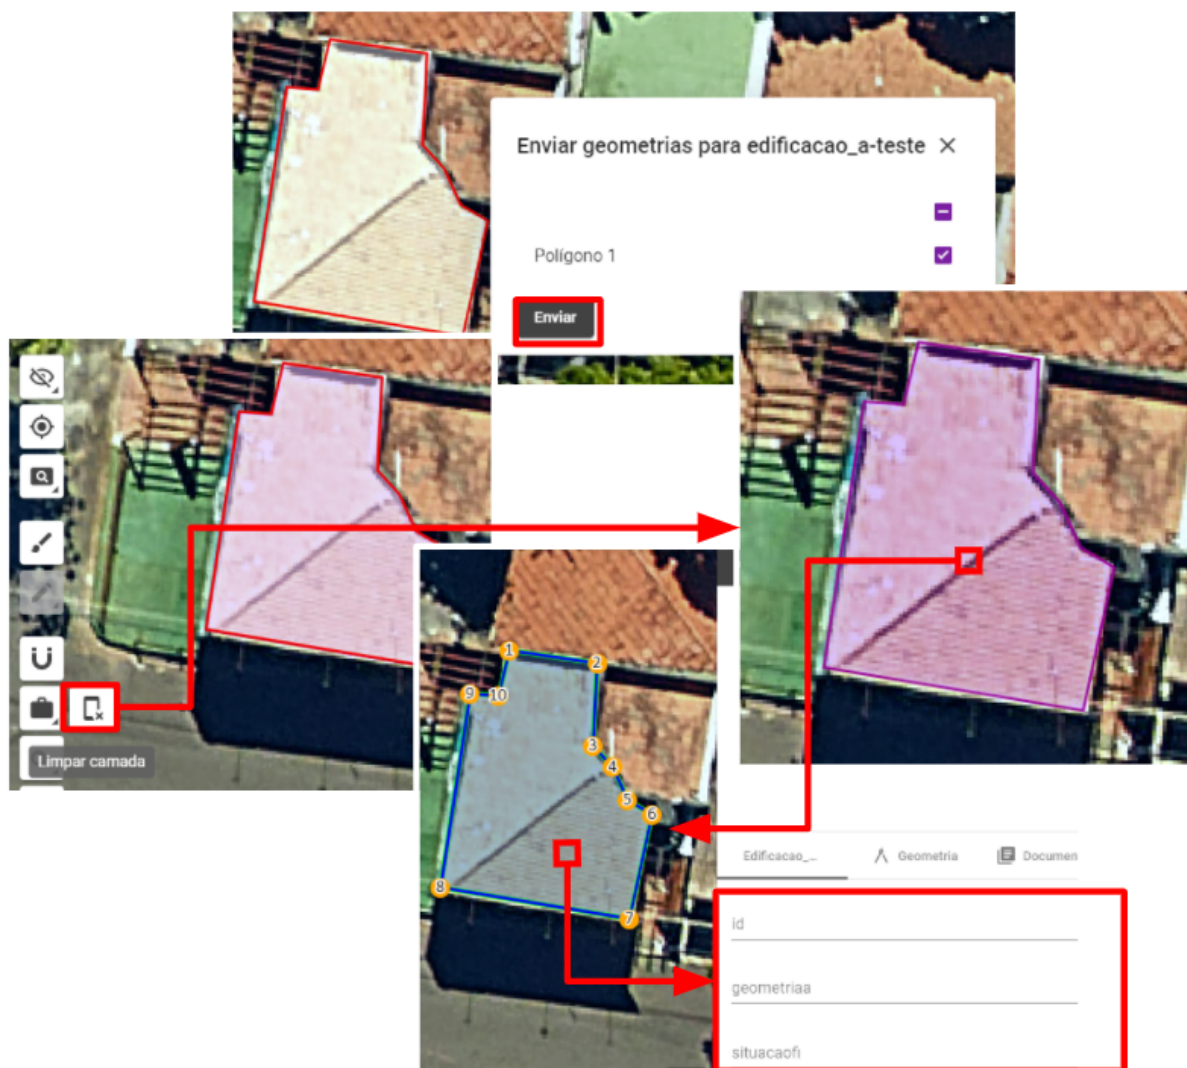 Enviar geometrias para edificacao_a-teste
Polígono 1
Enviar
Limpar camada
1
2
9
10
3
4
5
6
8
7
Edificacao_...
Geometria
Documen
id
geometriaa
situacaofi